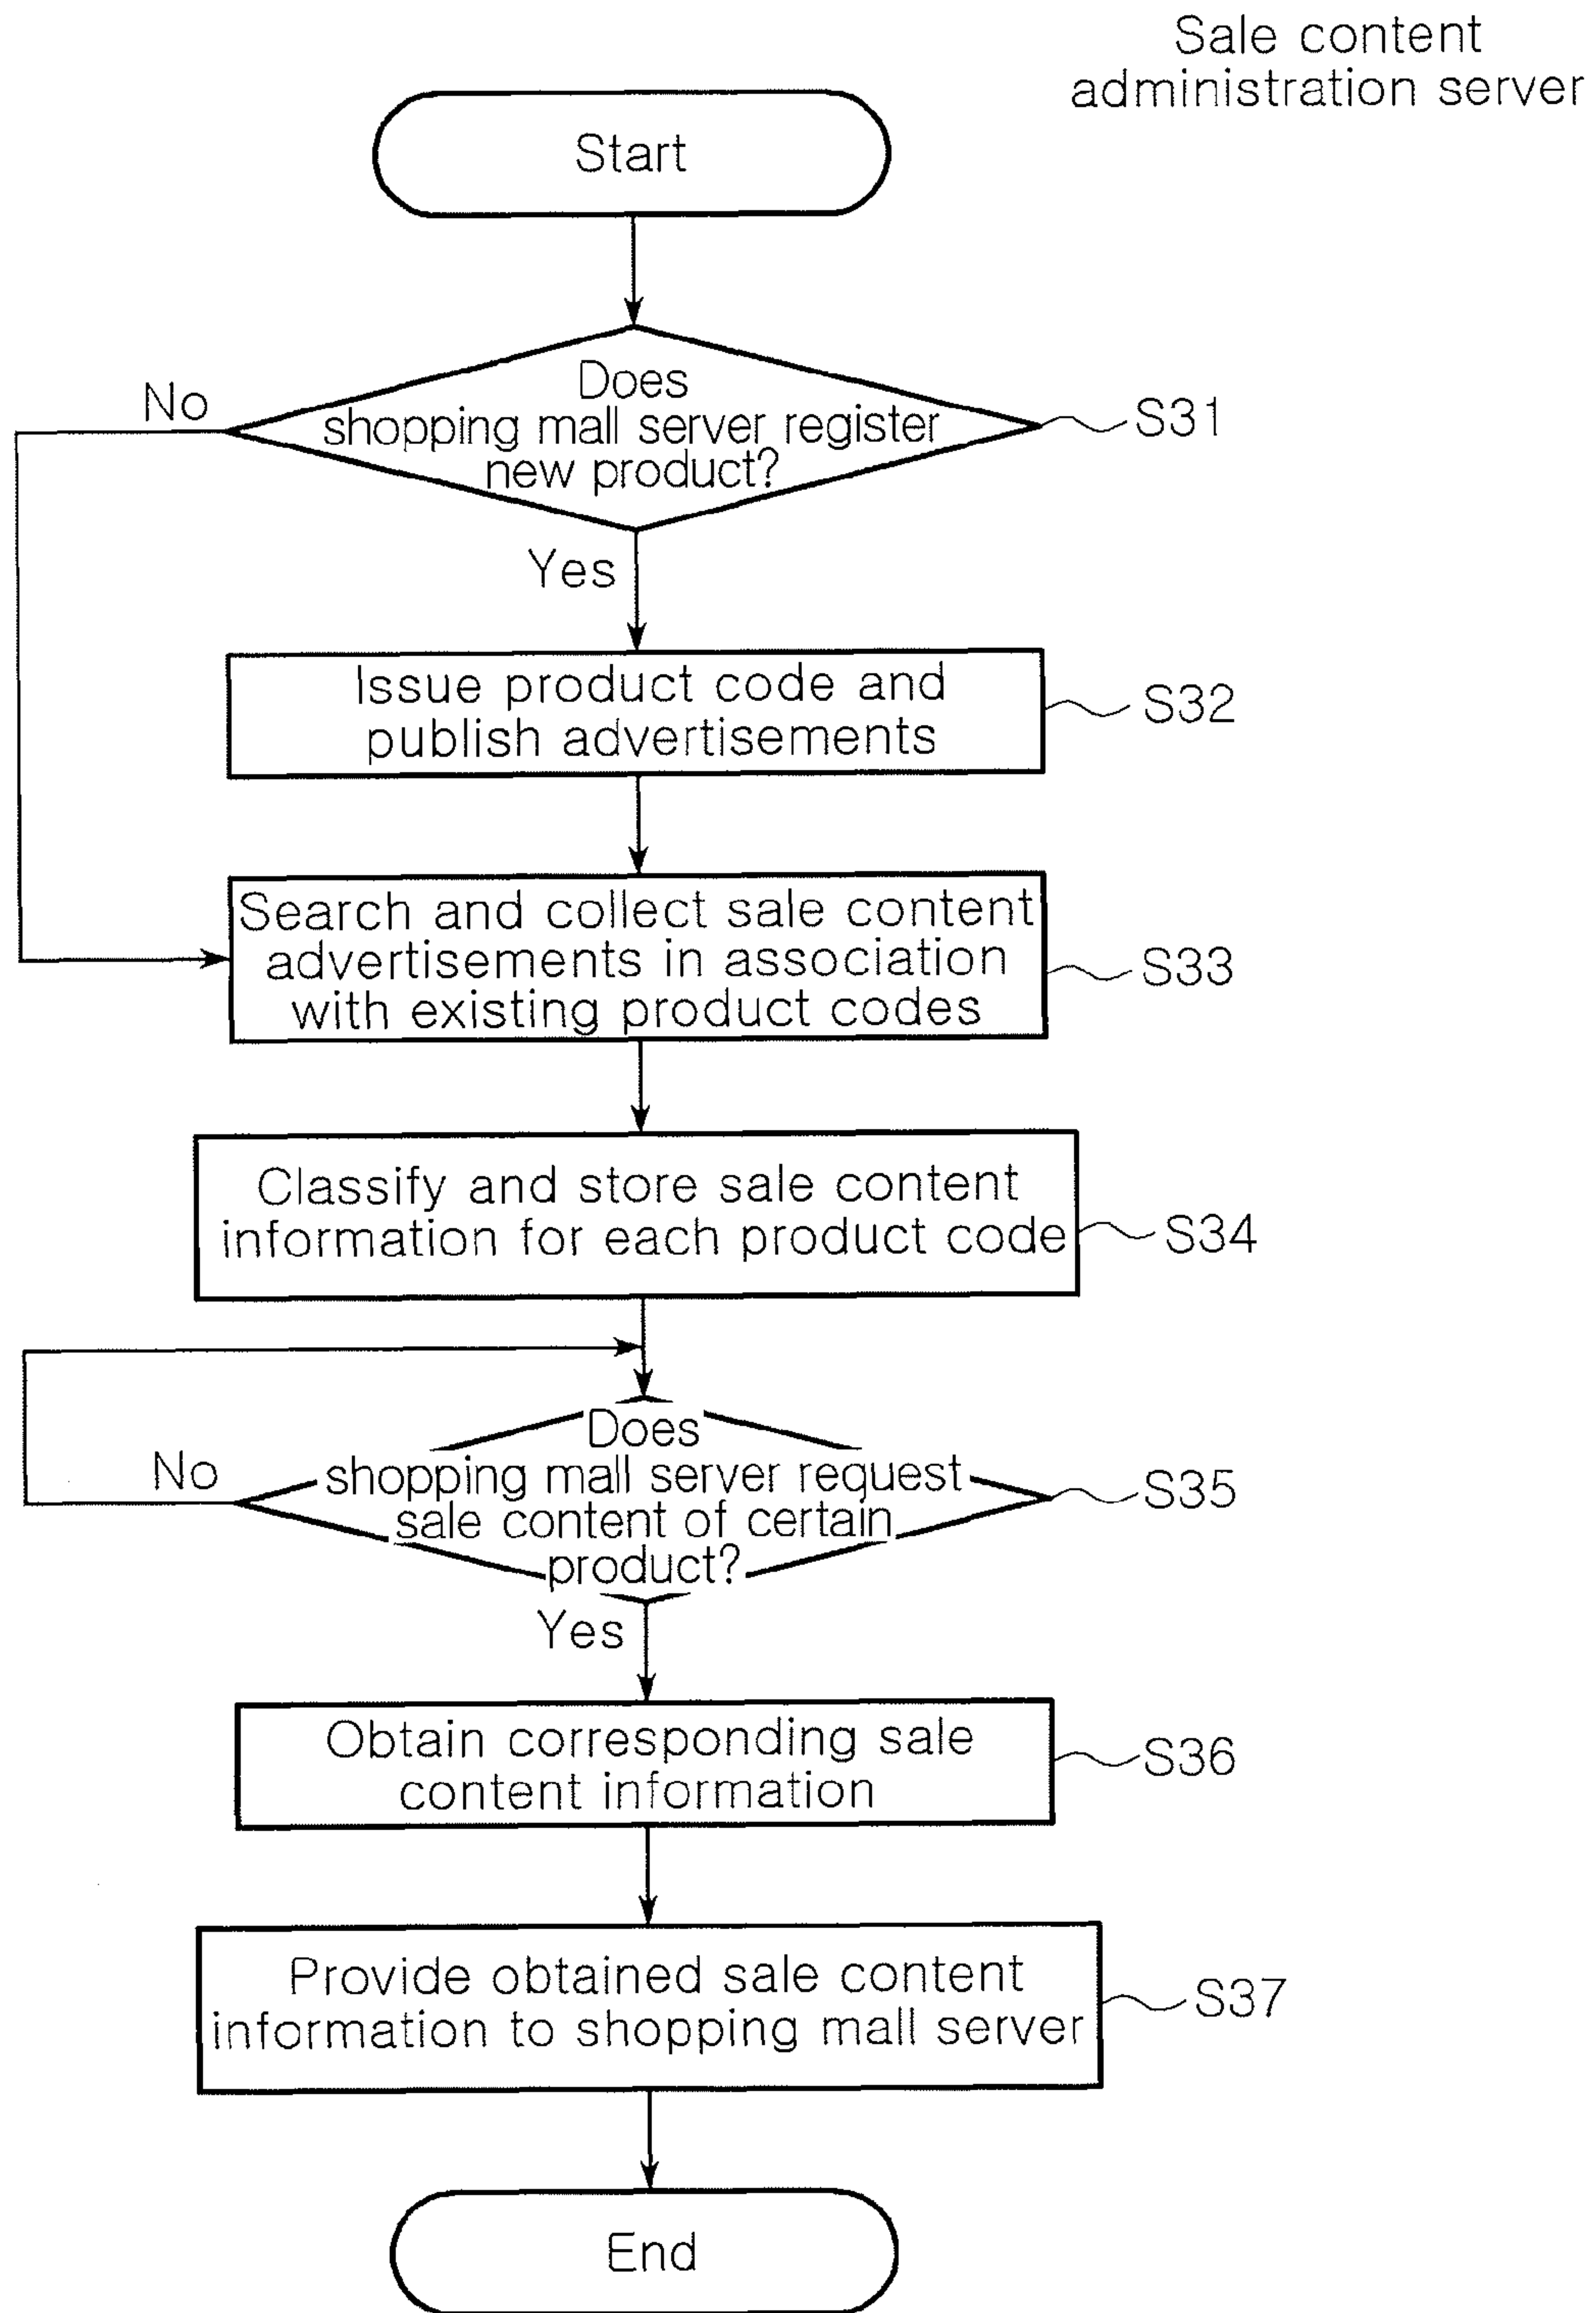 Sale content
administration server
Start
Does
shopping mall server register
new product?
No
S31
Yes
Issue product code and
publish advertisements
S32
Search and collect sale content
advertisements in association
with existing product codes
S33
Classify and store sale content
information for each product code
S34
Does
shopping mall server request
sale content of certain
product?
No
S35
Yes
Obtain corresponding sale
content information
S36
Provide obtained sale content
information to shopping mall server
S37
End